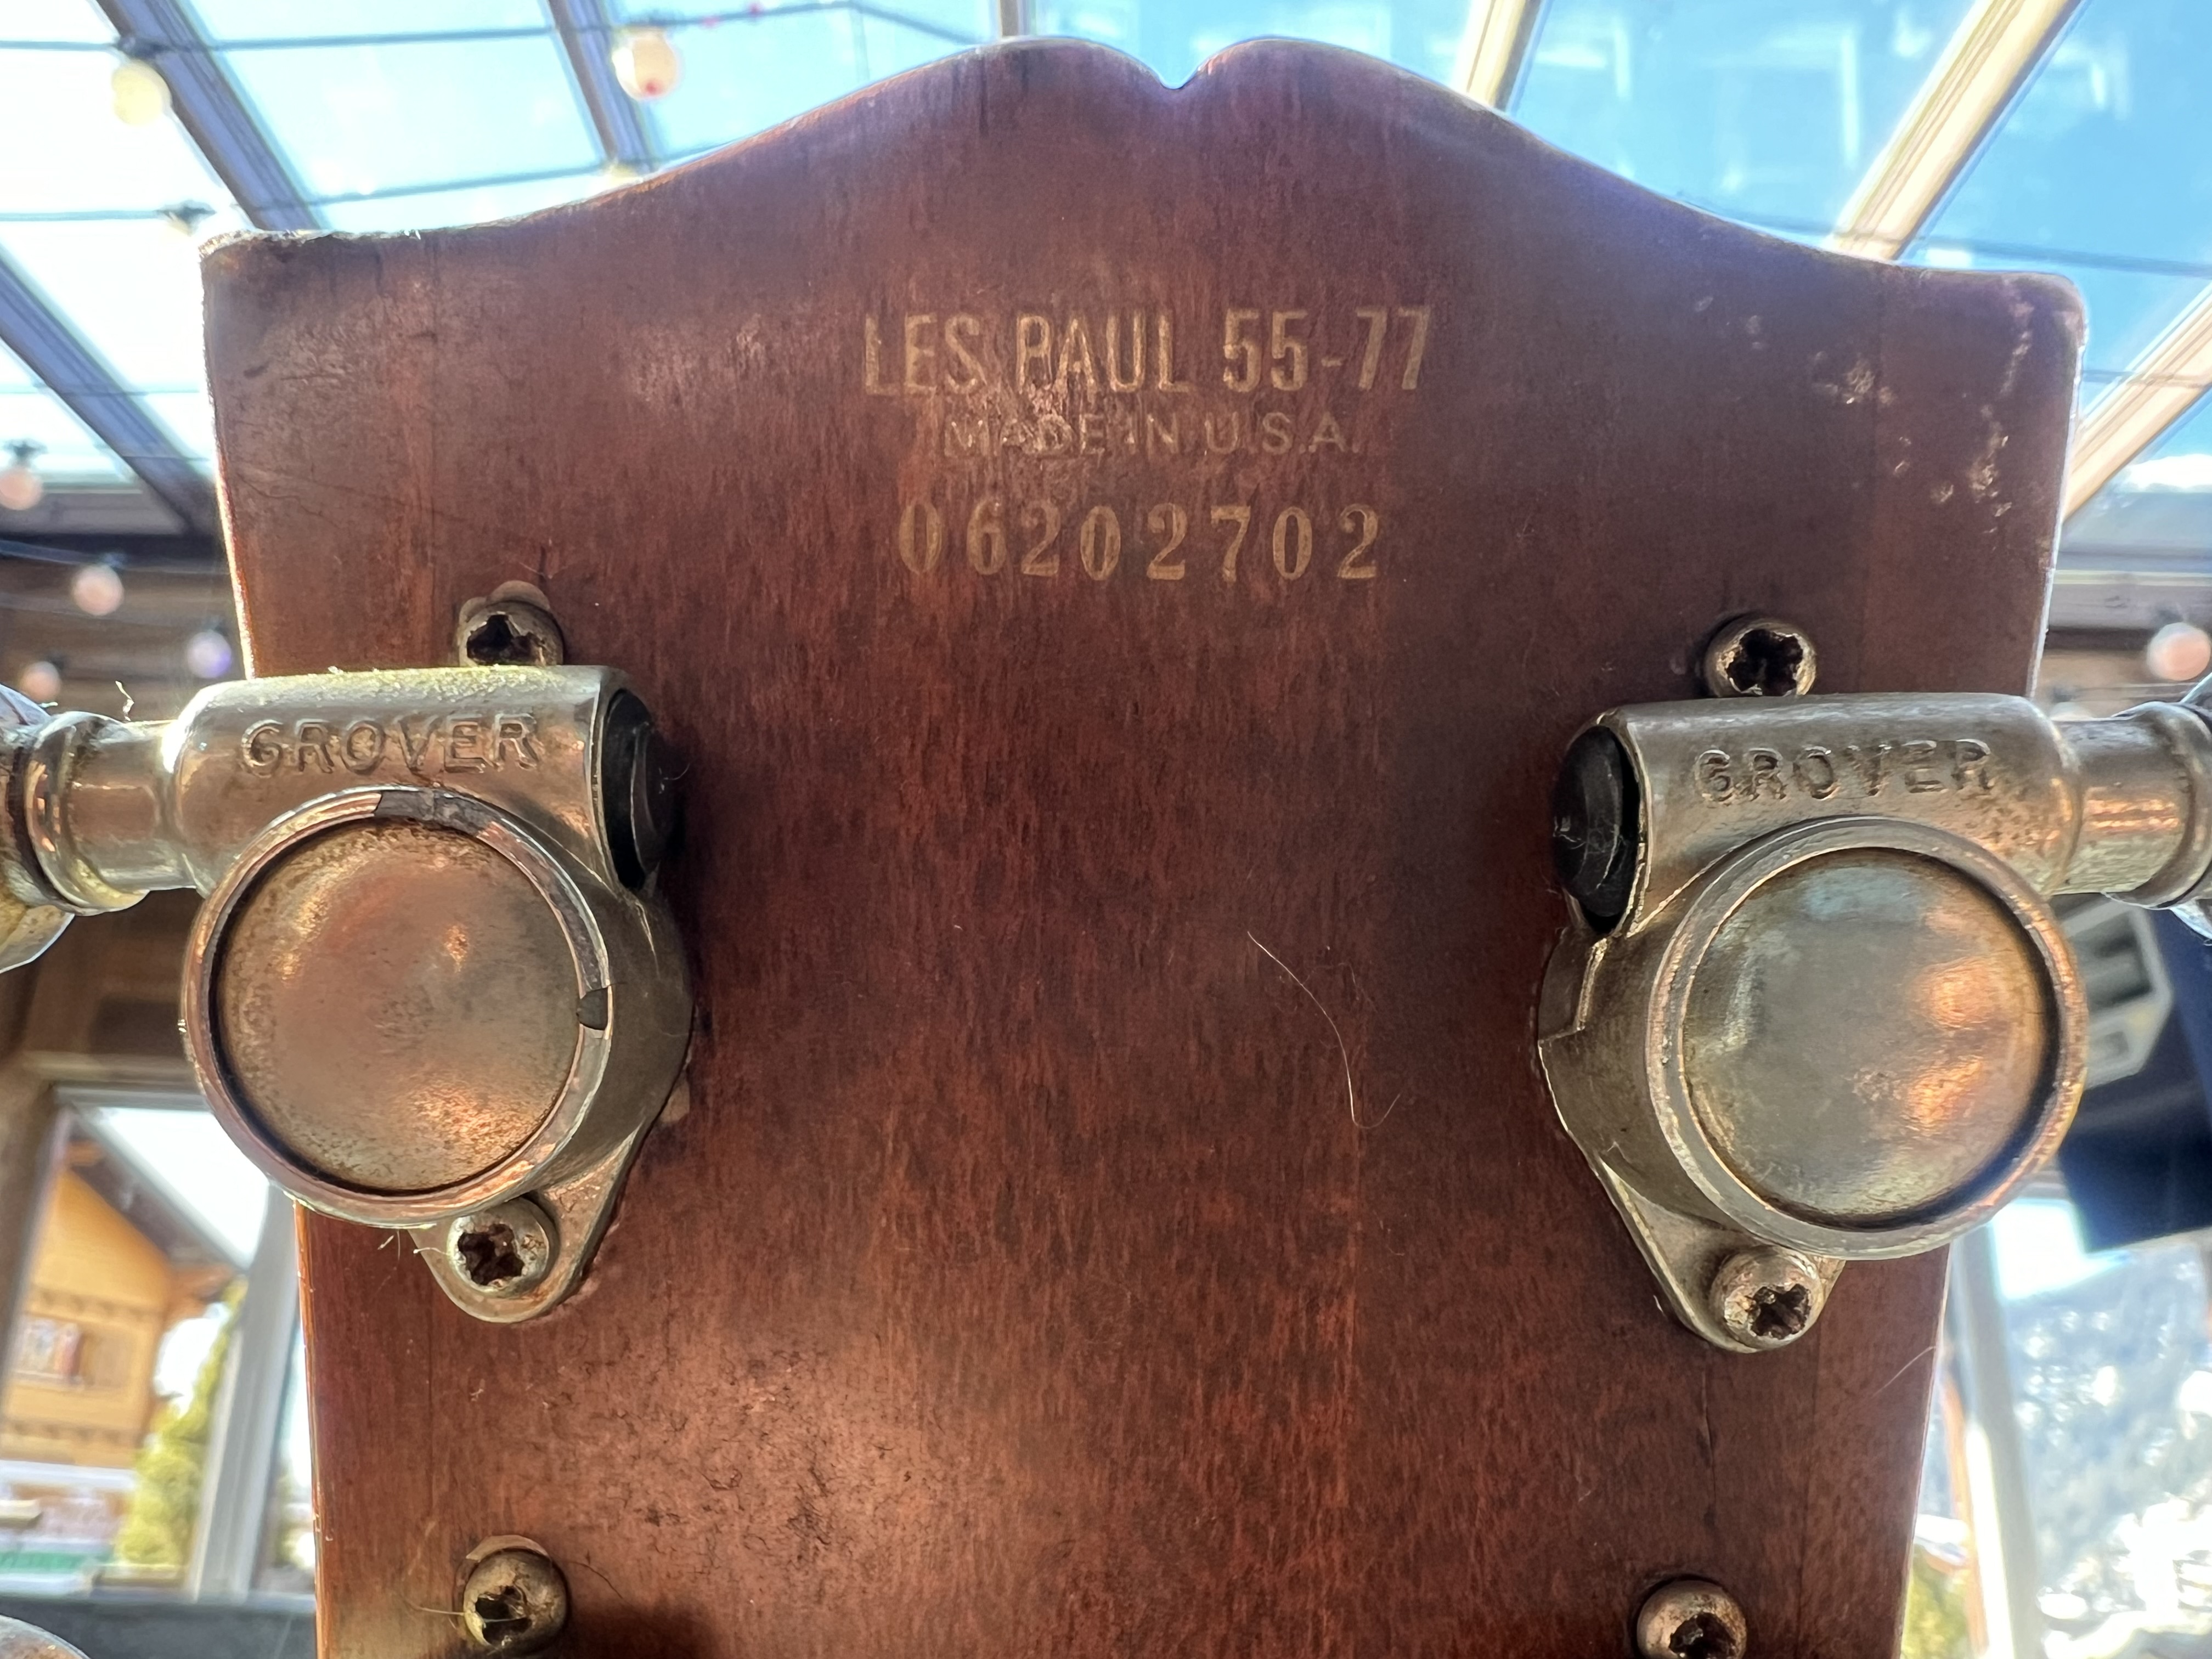 LES PAUL 55-77
MADE IN U.S.A.
06202702
GROVER
GROVER